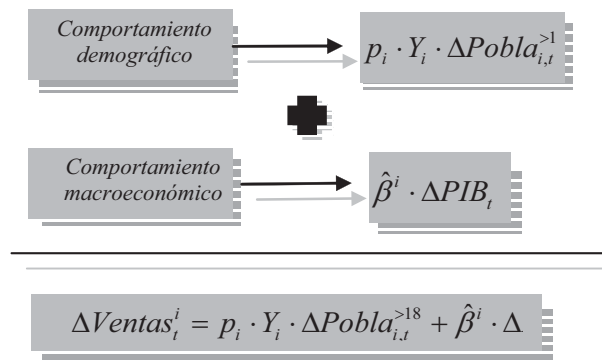 Comportamiento
demográfico
p_i · Y_i · ΔPobla_{i,t}^{>1}
Comportamiento
macroeconómico
β̂^i · ΔPIB_t
ΔVentas_t^i = p_i · Y_i · ΔPobla_{i,t}^{>18} + β̂^i · Δ